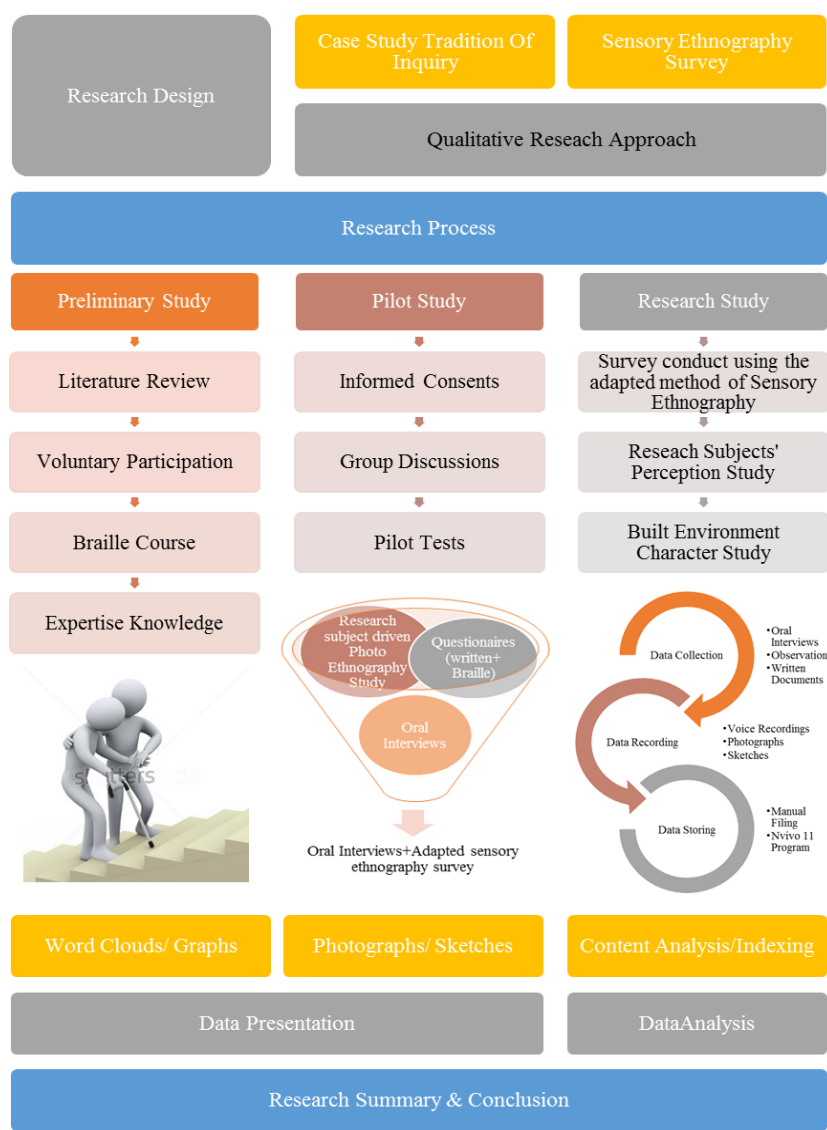 Research Design
Case Study Tradition Of
Inquiry
Sensory Ethnography
Survey
Qualitative Reseach Approach
Research Process
Preliminary Study
Literature Review
Voluntary Participation
Braille Course
Expertise Knowledge
Pilot Study
Informed Consents
Group Discussions
Pilot Tests
Research
subject driven
Photo
Ethnography
Study
Questionaires
(written+
Braille)
Oral
Interviews
Oral Interviews+Adapted sensory
ethnography survey
Research Study
Survey conduct using the
adapted method of Sensory
Ethnography
Reseach Subjects'
Perception Study
Built Environment
Character Study
Data Collection
•Oral
Interviews
•Observation
•Written
Documents
Data Recording
•Voice Recordings
•Photographs
•Sketches
Data Storing
•Manual
Filing
•Nvivo 11
Program
Word Clouds/ Graphs
Photographs/ Sketches
Content Analysis/Indexing
Data Presentation
DataAnalysis
Research Summary & Conclusion